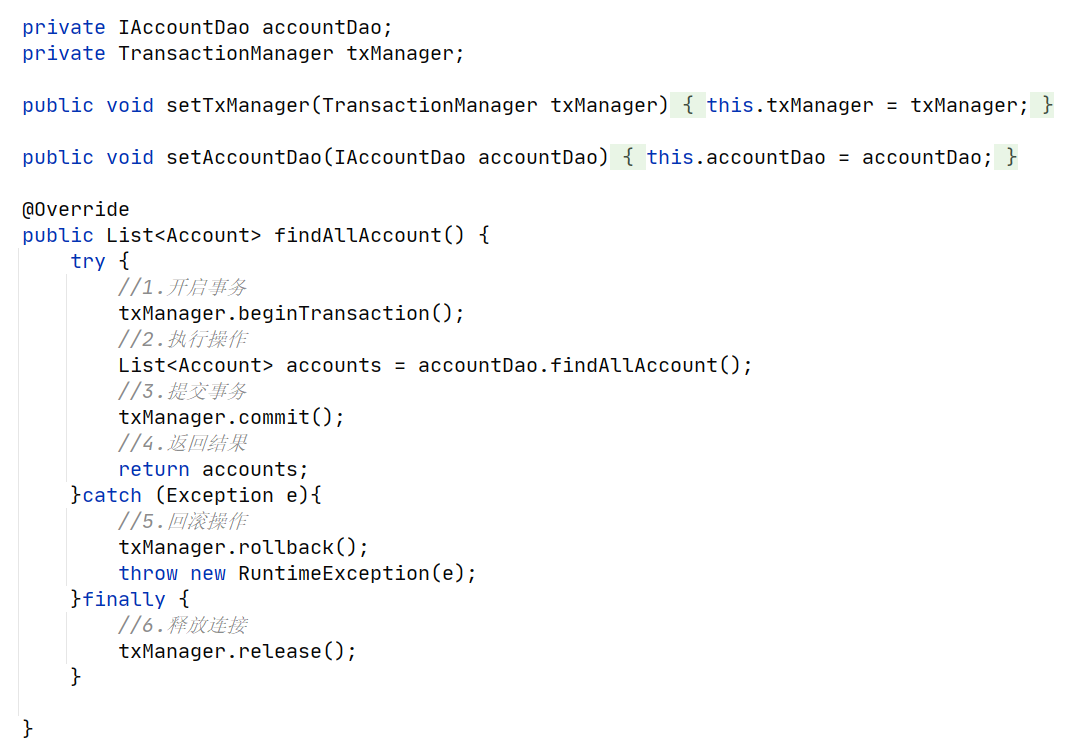 private IAccountDao accountDao;
private TransactionManager txManager;
public void setTxManager(TransactionManager txManager) { this.txManager = txManager; }
public void setAccountDao(IAccountDao accountDao) { this.accountDao = accountDao; }
@Override
public List<Account> findAllAccount() {
try {
//1.开启事务
txManager.beginTransaction();
//2.执行操作
List<Account> accounts = accountDao.findAllAccount();
//3.提交事务
txManager.commit();
//4.返回结果
return accounts;
}catch (Exception e){
//5.回滚操作
txManager.rollback();
throw new RuntimeException(e);
}finally {
//6.释放连接
txManager.release();
}
}